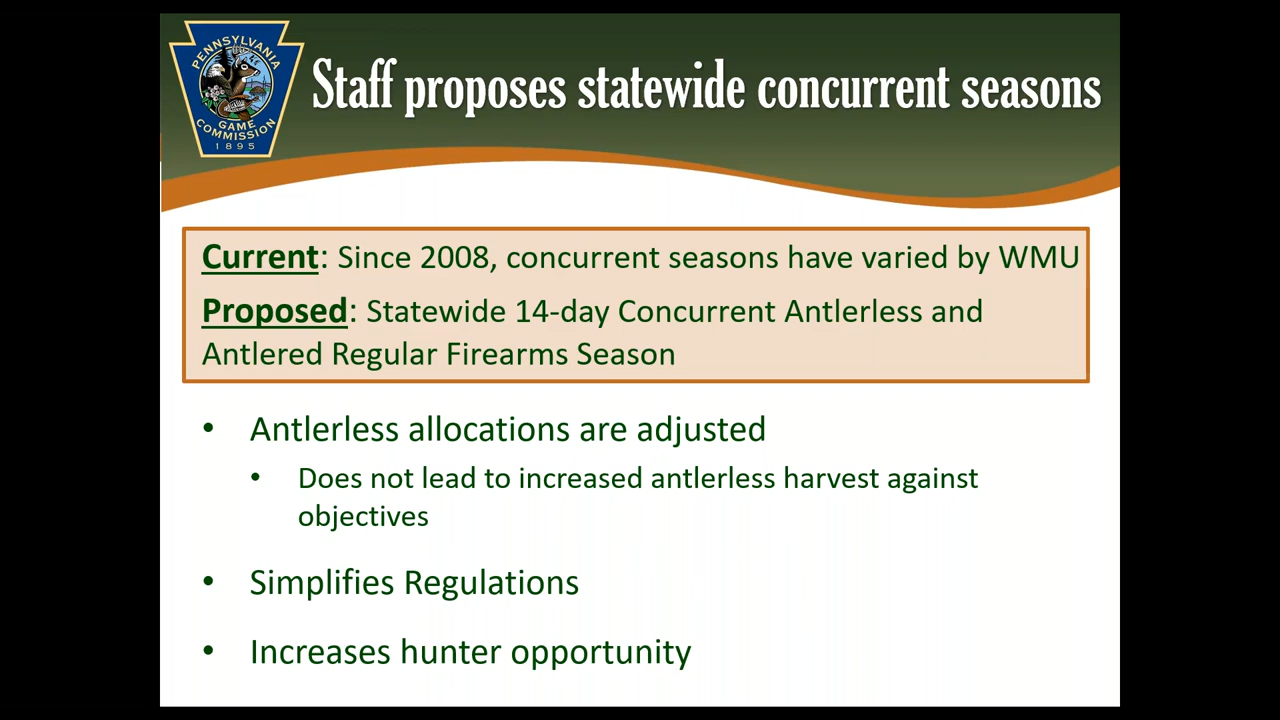 PENNSYLVANIA
GAME
COMMISSION
1895
Staff proposes statewide concurrent seasons
Current: Since 2008, concurrent seasons have varied by WMU
Proposed: Statewide 14-day Concurrent Antlerless and
Antlered Regular Firearms Season
• Antlerless allocations are adjusted
• Does not lead to increased antlerless harvest against
objectives
• Simplifies Regulations
• Increases hunter opportunity